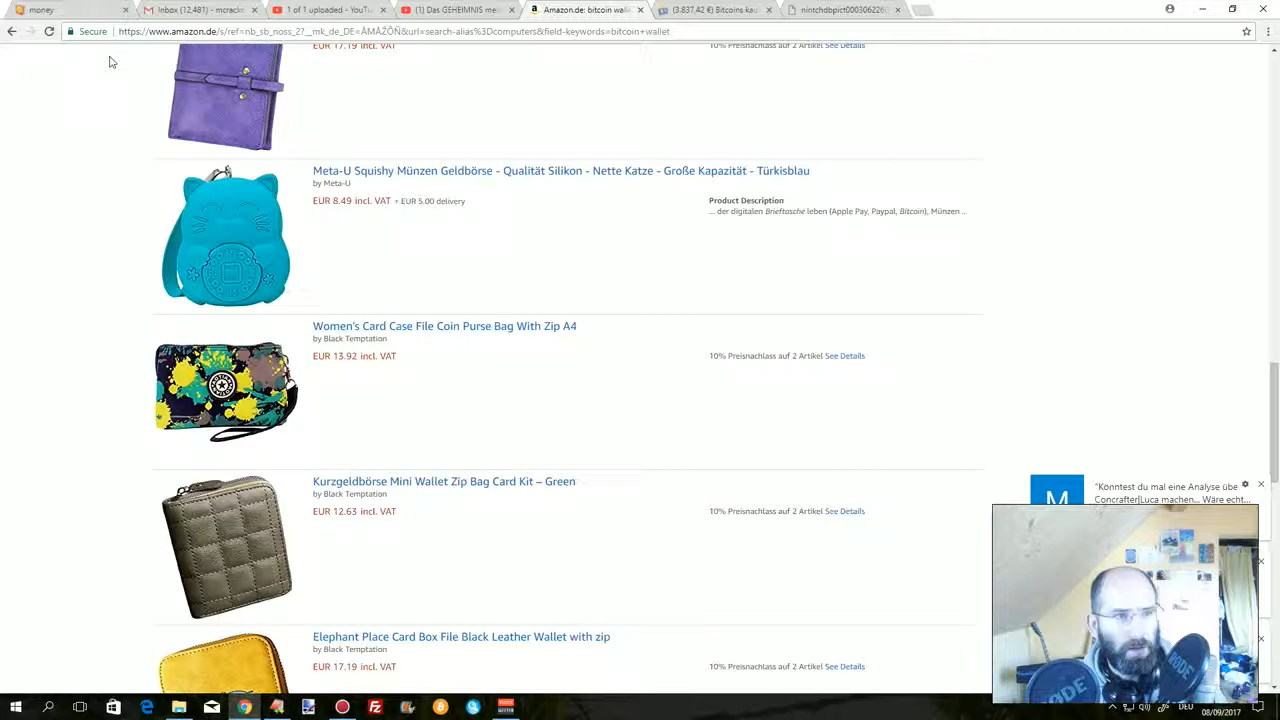 money
Inbox (12,481) - mcracke
1 of 1 uploaded - YouTu
(1) Das GEHEIMNIS mei
Amazon.de: bitcoin wall
(3.837,42 €) Bitcoins kau
nintchdbpict0003062260
Secure
https://www.amazon.de/s/ref=nb_sb_noss_2?__mk_de_DE=ÅMÅŽÕÑ&url=search-alias%3Dcomputers&field-keywords=bitcoin+wallet
EUR 17.19 incl. VAT
10% Preisnachlass auf 2 Artikel See Details
Meta-U Squishy Münzen Geldbörse - Qualität Silikon - Nette Katze - Große Kapazität - Türkisblau
by Meta-U
EUR 8.49 incl. VAT + EUR 5.00 delivery
Product Description
... der digitalen Brieftasche leben (Apple Pay, Paypal, Bitcoin), Münzen ...
Women's Card Case File Coin Purse Bag With Zip A4
by Black Temptation
EUR 13.92 incl. VAT
10% Preisnachlass auf 2 Artikel See Details
Kurzgeldbörse Mini Wallet Zip Bag Card Kit – Green
by Black Temptation
EUR 12.63 incl. VAT
10% Preisnachlass auf 2 Artikel See Details
M
"Könntest du mal eine Analyse übe
Concrafter|Luca machen... Wäre echt...
Elephant Place Card Box File Black Leather Wallet with zip
by Black Temptation
EUR 17.19 incl. VAT
10% Preisnachlass auf 2 Artikel See Details
RODE
DEU
08/09/2017